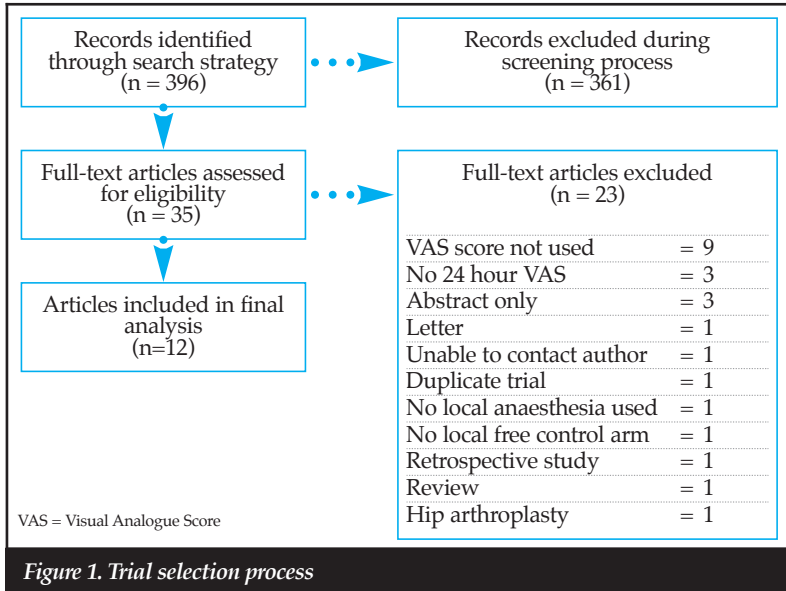 Records identified
through search strategy
(n = 396)
Records excluded during
screening process
(n = 361)
Full-text articles assessed
for eligibility
(n = 35)
Full-text articles excluded
(n = 23)
VAS score not used = 9
No 24 hour VAS = 3
Abstract only = 3
Letter = 1
Unable to contact author = 1
Duplicate trial = 1
No local anaesthesia used = 1
No local free control arm = 1
Retrospective study = 1
Review = 1
Hip arthroplasty = 1
Articles included in final
analysis
(n=12)
VAS = Visual Analogue Score
Figure 1. Trial selection process